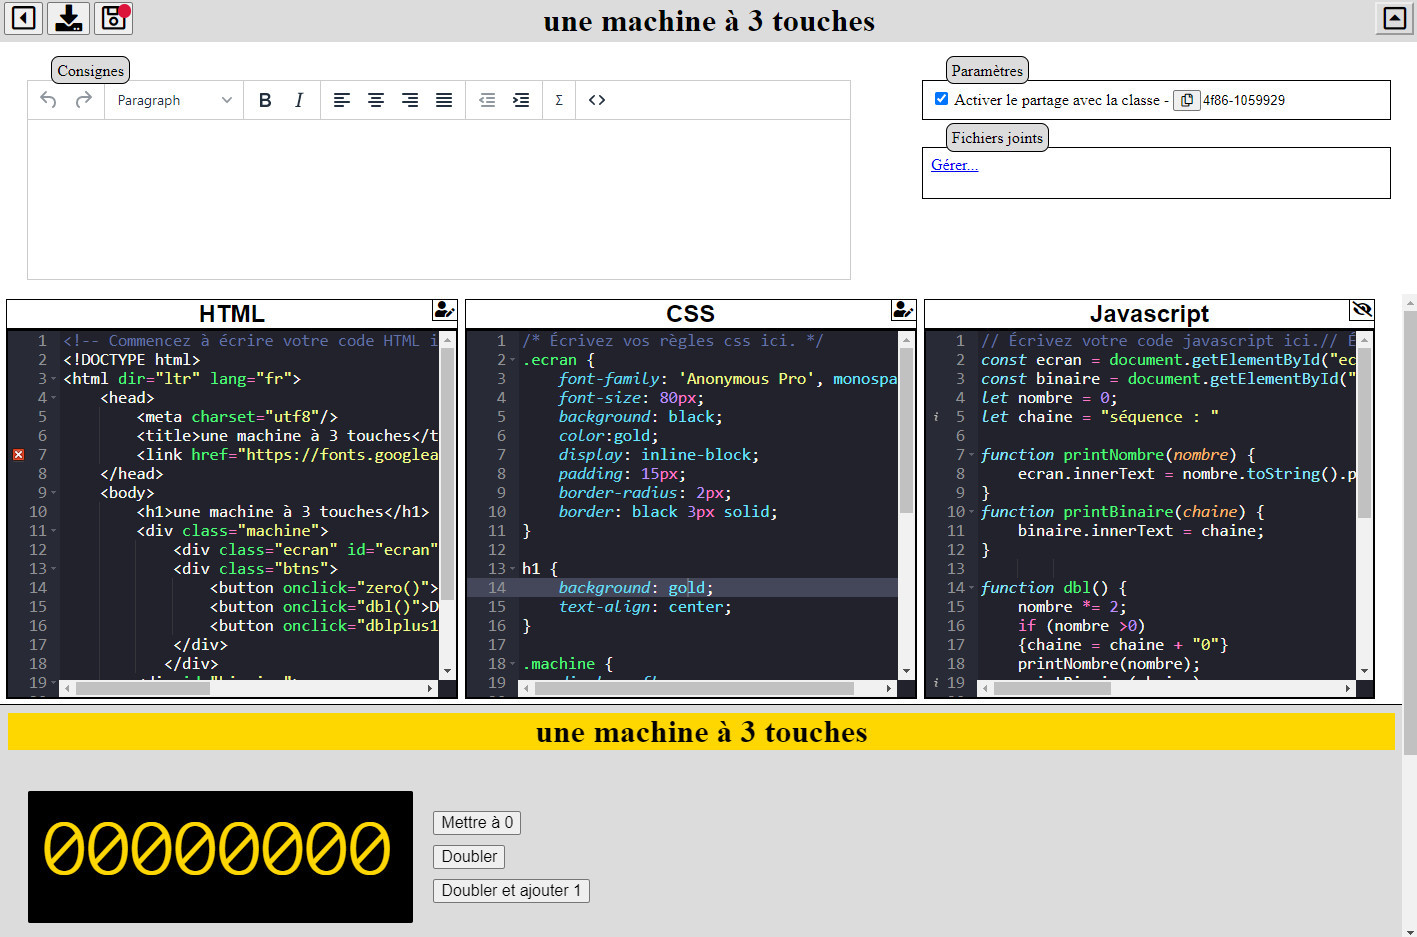 une machine à 3 touches
Consignes
Paragraph
B I Σ <>
Paramètres
Activer le partage avec la classe - 4f86-1059929
Fichiers joints
Gérer...
HTML
1 <!-- Commencez à écrire votre code HTML i
2 <!DOCTYPE html>
3 <html dir="ltr" lang="fr">
4 <head>
5 <meta charset="utf8"/>
6 <title>une machine à 3 touches</t
7 <link href="https://fonts.googlea
8 </head>
9 <body>
10 <h1>une machine à 3 touches</h1>
11 <div class="machine">
12 <div class="ecran" id="ecran"
13 <div class="btns">
14 <button onclick="zero()">
15 <button onclick="dbl()">D
16 <button onclick="dblplus1
17 </div>
18 </div>
19
CSS
1 /* Écrivez vos règles css ici. */
2 .ecran {
3 font-family: 'Anonymous Pro', monospa
4 font-size: 80px;
5 background: black;
6 color:gold;
7 display: inline-block;
8 padding: 15px;
9 border-radius: 2px;
10 border: black 3px solid;
11 }
12
13 h1 {
14 background: gold;
15 text-align: center;
16 }
17
18 .machine {
19
Javascript
1 // Écrivez votre code javascript ici.// É
2 const ecran = document.getElementById("ec
3 const binaire = document.getElementById("
4 let nombre = 0;
5 let chaine = "séquence : "
6
7 function printNombre(nombre) {
8 ecran.innerText = nombre.toString().p
9 }
10 function printBinaire(chaine) {
11 binaire.innerText = chaine;
12 }
13
14 function dbl() {
15 nombre *= 2;
16 if (nombre >0)
17 {chaine = chaine + "0"}
18 printNombre(nombre);
19
une machine à 3 touches
00000000
Mettre à 0
Doubler
Doubler et ajouter 1